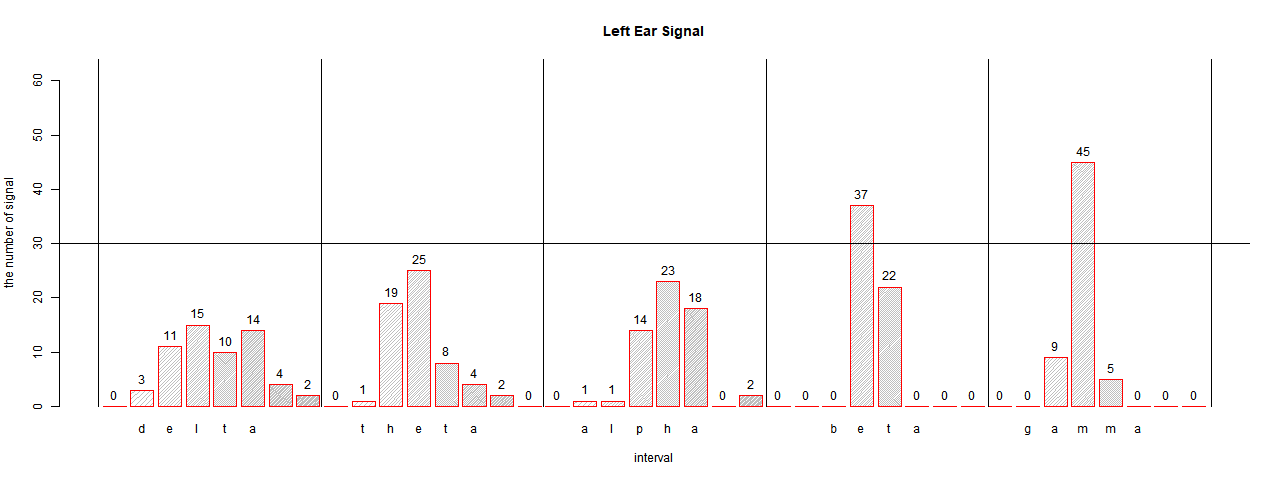 Left Ear Signal
the number of signal
60
50
40
30
20
10
0
0 3 11 15 10 14 4 2 0 1 19 25 8 4 2 0 0 1 1 14 23 18 0 2 0 0 0 37 22 0 0 0 0 0 9 45 5 0 0 0
d e l t a t h e t a a l p h a b e t a g a m m a
interval